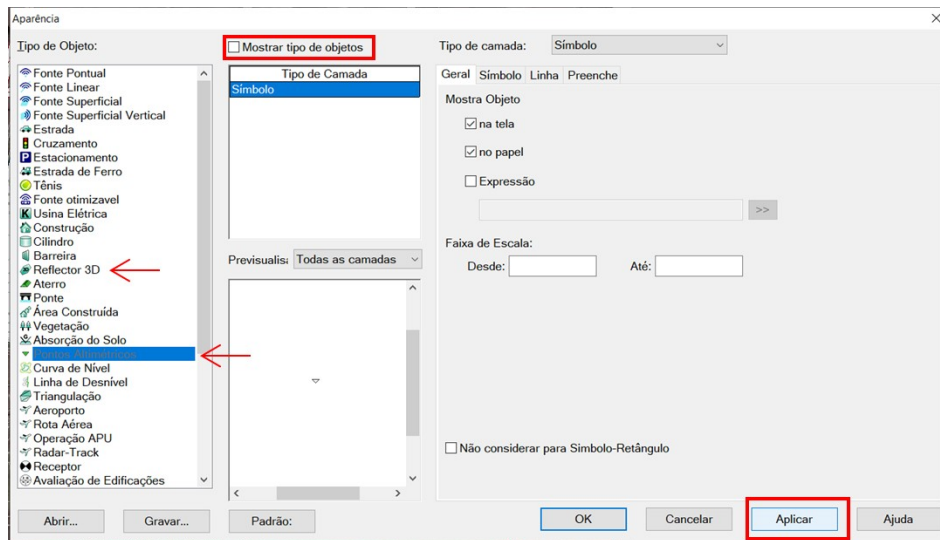 Aparência
Tipo de Objeto:
Fonte Pontual
Fonte Linear
Fonte Superficial
Fonte Superficial Vertical
Estrada
Cruzamento
Estacionamento
Estrada de Ferro
Tênis
Fonte otimizavel
Usina Elétrica
Construção
Cilindro
Barreira
Reflector 3D
Aterro
Ponte
Área Construída
Vegetação
Absorção do Solo
Pontos Altimétricos
Curva de Nível
Linha de Desnível
Triangulação
Aeroporto
Rota Aérea
Operação APU
Radar-Track
Receptor
Avaliação de Edificações
Abrir...
Gravar...
Mostrar tipo de objetos
Tipo de Camada
Símbolo
Previsualisa
Todas as camadas
Padrão:
Tipo de camada:
Símbolo
Geral Símbolo Linha Preenche
Mostra Objeto
na tela
no papel
Expressão
>>
Faixa de Escala:
Desde:
Até:
Não considerar para Simbolo-Retângulo
OK
Cancelar
Aplicar
Ajuda